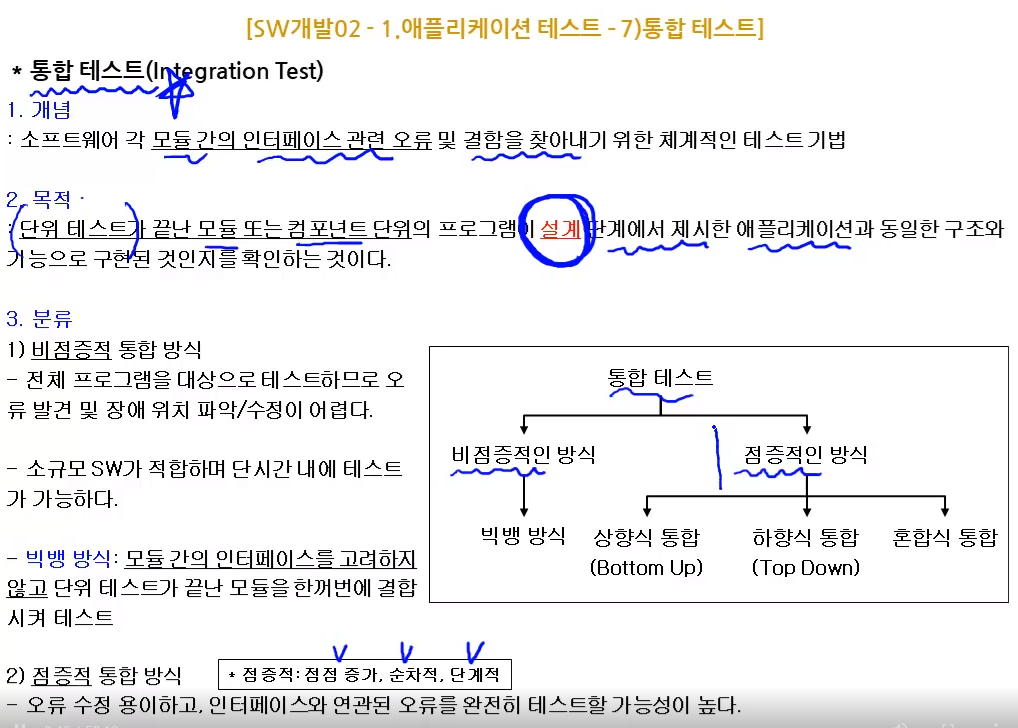 [SW개발02 - 1.애플리케이션 테스트 - 7)통합 테스트]
* 통합 테스트(Integration Test)
1. 개념
: 소프트웨어 각 모듈 간의 인터페이스 관련 오류 및 결함을 찾아내기 위한 체계적인 테스트 기법
2. 목적
: 단위 테스트가 끝난 모듈 또는 컴포넌트 단위의 프로그램이 설계 단계에서 제시한 애플리케이션과 동일한 구조와
기능으로 구현된 것인지를 확인하는 것이다.
3. 분류
1) 비점증적 통합 방식
- 전체 프로그램을 대상으로 테스트하므로 오
류 발견 및 장애 위치 파악/수정이 어렵다.
- 소규모 SW가 적합하며 단시간 내에 테스트
가 가능하다.
- 빅뱅 방식: 모듈 간의 인터페이스를 고려하지
않고 단위 테스트가 끝난 모듈을 한꺼번에 결합
시켜 테스트
통합 테스트
비점증적인 방식 점증적인 방식
빅뱅 방식 상향식 통합 하향식 통합 혼합식 통합
(Bottom Up) (Top Down)
2) 점증적 통합 방식 * 점증적: 점점 증가, 순차적, 단계적
- 오류 수정 용이하고, 인터페이스와 연관된 오류를 완전히 테스트할 가능성이 높다.